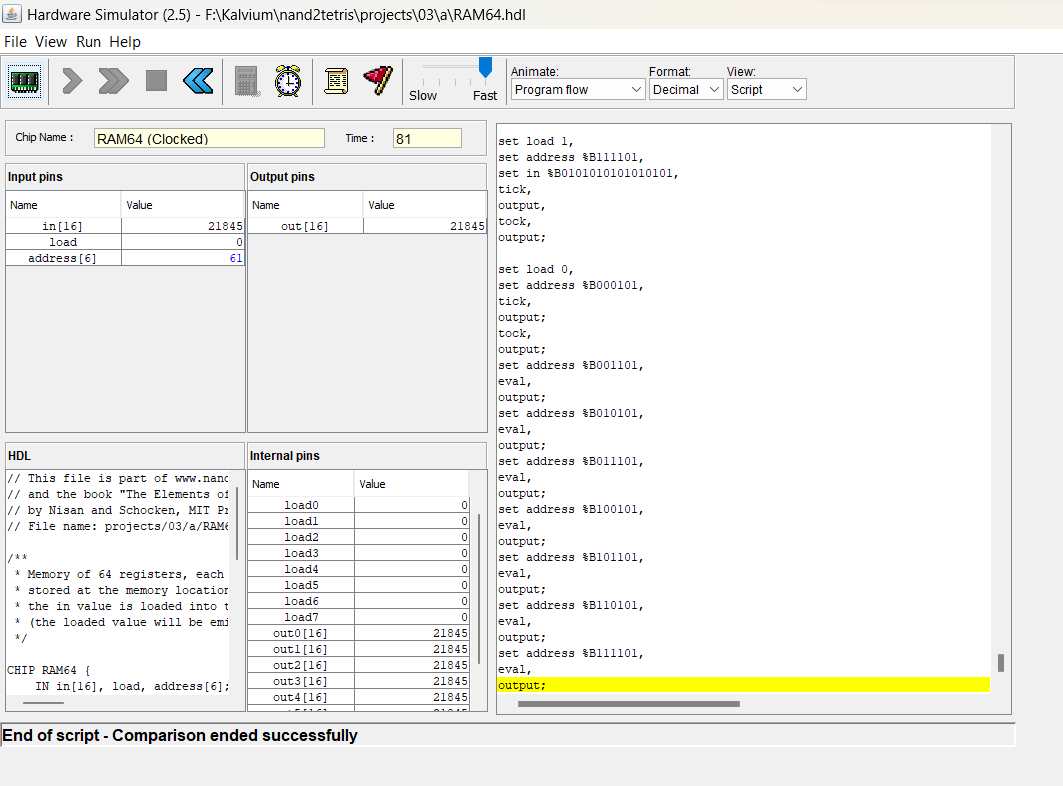 Hardware Simulator (2.5) - F:\Kalvium\nand2tetris\projects\03\a\RAM64.hdl
File View Run Help
Slow Fast
Animate: Format: View:
Program flow Decimal Script
Chip Name : RAM64 (Clocked) Time : 81
Input pins
Name Value
in[16] 21845
load 0
address[6] 61
Output pins
Name Value
out[16] 21845
HDL
// This file is part of www.nand
// and the book "The Elements of
// by Nisan and Schocken, MIT Pr
// File name: projects/03/a/RAM6
/**
* Memory of 64 registers, each
* stored at the memory location
* the in value is loaded into t
* (the loaded value will be emi
*/
CHIP RAM64 {
IN in[16], load, address[6];
Internal pins
Name Value
load0 0
load1 0
load2 0
load3 0
load4 0
load5 0
load6 0
load7 0
out0[16] 21845
out1[16] 21845
out2[16] 21845
out3[16] 21845
out4[16] 21845
set load 1,
set address %B111101,
set in %B0101010101010101,
tick,
output,
tock,
output;
set load 0,
set address %B000101,
tick,
output;
tock,
output;
set address %B001101,
eval,
output;
set address %B010101,
eval,
output;
set address %B011101,
eval,
output;
set address %B100101,
eval,
output;
set address %B101101,
eval,
output;
set address %B110101,
eval,
output;
set address %B111101,
eval,
output;
End of script - Comparison ended successfully